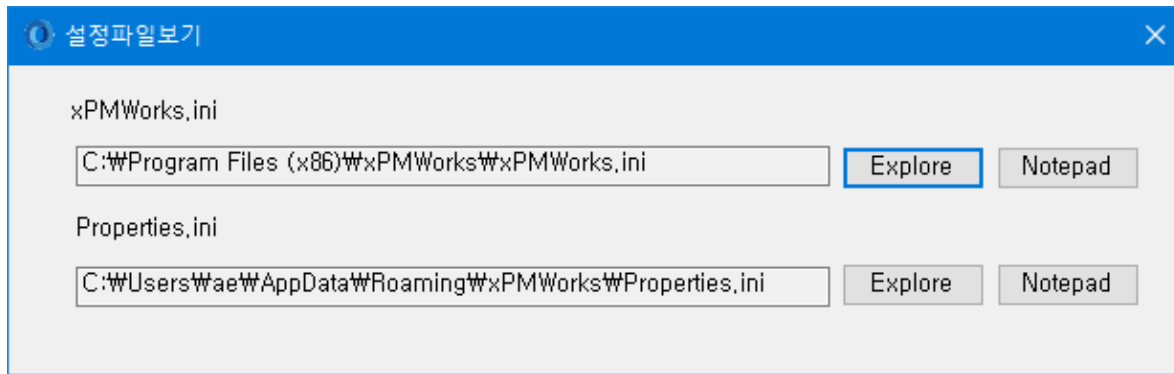 설정파일보기
xPMWorks.ini
C:₩Program Files (x86)₩xPMWorks₩xPMWorks.ini Explore Notepad
Properties.ini
C:₩Users₩ae₩AppData₩Roaming₩xPMWorks₩Properties.ini Explore Notepad